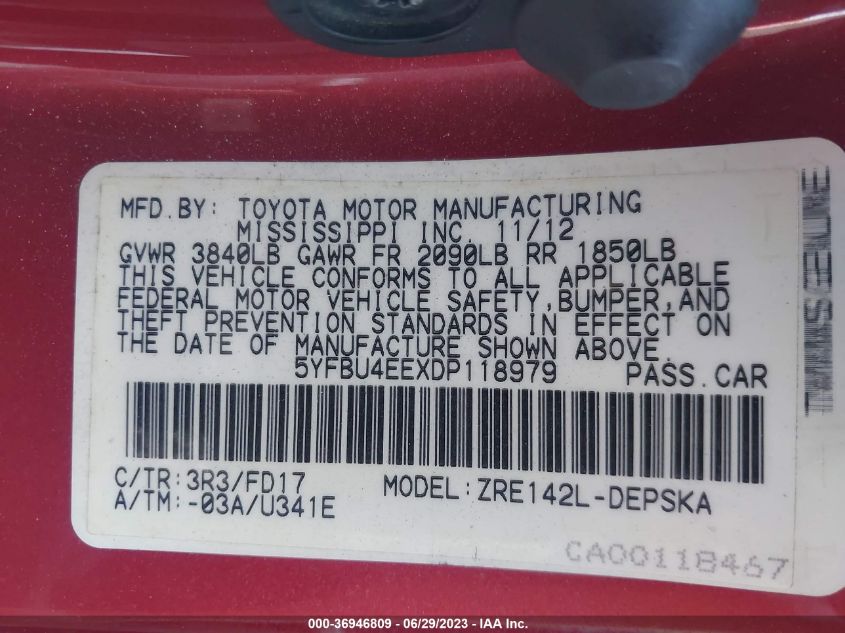 MFD.BY: TOYOTA MOTOR MANUFACTURING
MISSISSIPPI INC. 11/12
GVWR 3840LB GAWR FR 2090LB RR 1850LB
THIS VEHICLE CONFORMS TO ALL APPLICABLE
FEDERAL MOTOR VEHICLE SAFETY,BUMPER,AND
THEFT PREVENTION STANDARDS IN EFFECT ON
THE DATE OF MANUFACTURE SHOWN ABOVE.
5YFBU4EEXDP118979 PASS.CAR
C/TR:3R3/FD17 MODEL:ZRE142L-DEPSKA
A/TM:-03A/U341E
CA00118467
000-36946809 - 06/29/2023 - IAA Inc.